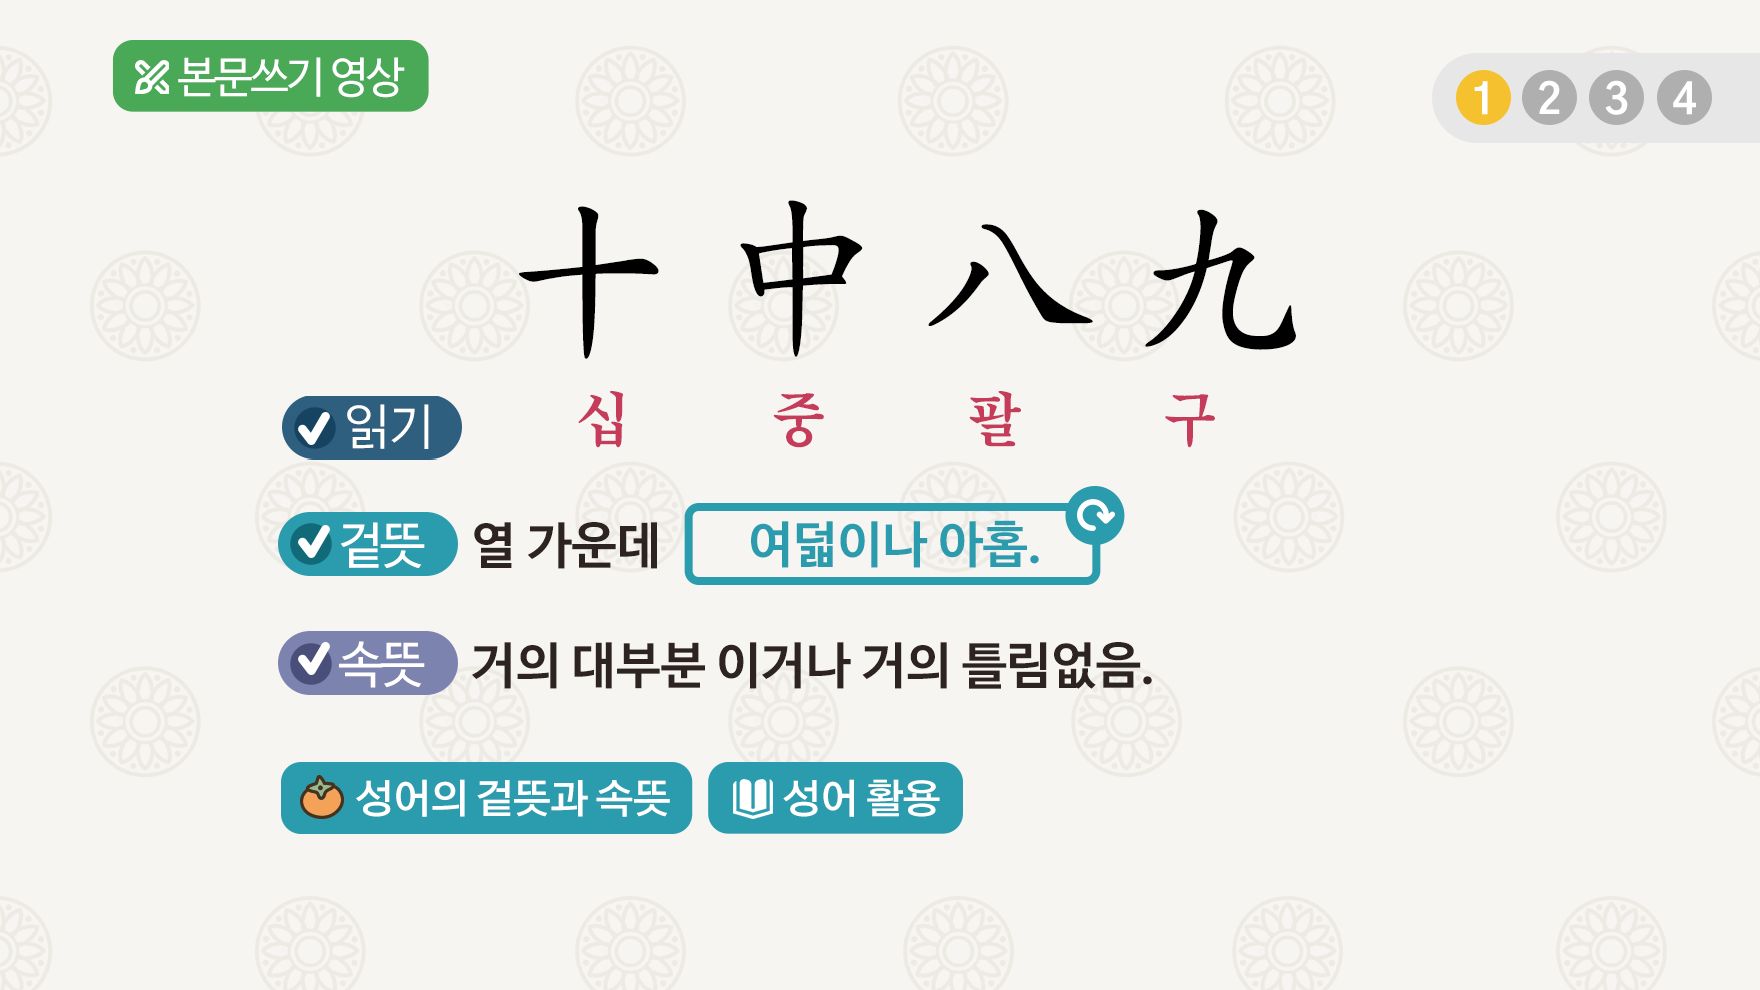 본문쓰기 영상
1 2 3 4
十 中 八 九
읽기 십 중 팔 구
겉뜻 열 가운데 여덟이나 아홉.
속뜻 거의 대부분 이거나 거의 틀림없음.
성어의 겉뜻과 속뜻 성어 활용